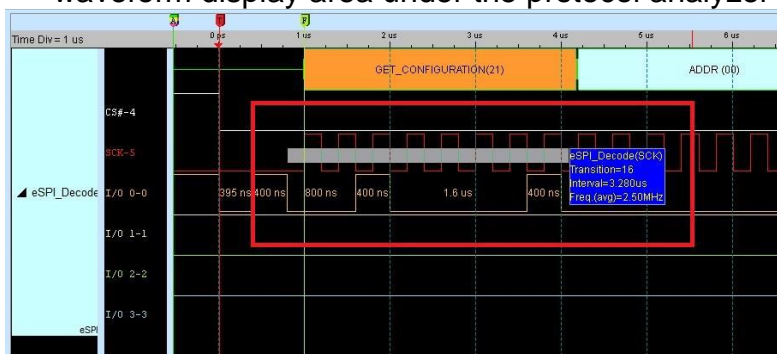 waveform display area under the protocol analyzer
A T F
Time Div = 1 us
0 ps 1 us 2 us 3 us 4 us 5 us 6 us
GET_CONFIGURATION(21) ADDR (00)
CS#-4
SCK-5
eSPI_Decode(SCK)
Transition=16
Interval=3.280us
Freq.(avg)=2.50MHz
eSPI_Decode I/O 0-0 395 ns 400 ns 800 ns 400 ns 1.6 us 400 ns
I/O 1-1
I/O 2-2
I/O 3-3
eSPI